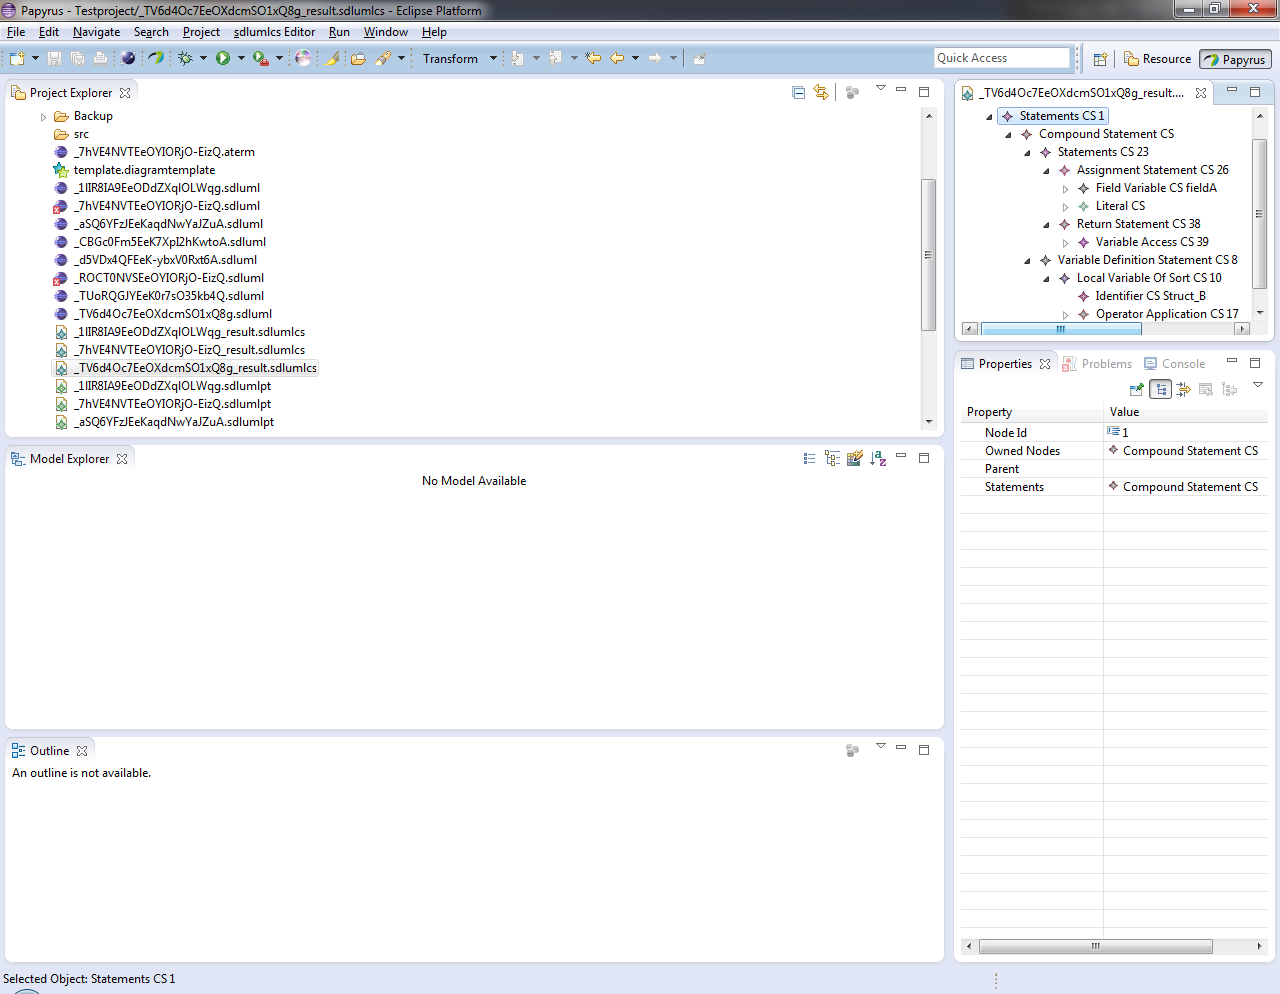 Papyrus - Testproject/_TV6d4Oc7EeOXdcmSO1xQ8g_result.sdlumlcs - Eclipse Platform
File Edit Navigate Search Project sdlumlcs Editor Run Window Help
Transform Quick Access Resource Papyrus
Project Explorer
Backup
src
_7hVE4NVTEeOYIORjO-EizQ.aterm
template.diagramtemplate
_1lIR8IA9EeODdZXqlOLWqg.sdluml
_7hVE4NVTEeOYIORjO-EizQ.sdluml
_aSQ6YFzJEeKaqdNwYaJZuA.sdluml
_CBGc0Fm5EeK7XpI2hKwtoA.sdluml
_d5VDx4QFEeK-ybxV0Rxt6A.sdluml
_ROCT0NVSEeOYIORjO-EizQ.sdluml
_TUoRQGJYEeK0r7sO35kb4Q.sdluml
_TV6d4Oc7EeOXdcmSO1xQ8g.sdluml
_1lIR8IA9EeODdZXqlOLWqg_result.sdlumlcs
_7hVE4NVTEeOYIORjO-EizQ_result.sdlumlcs
_TV6d4Oc7EeOXdcmSO1xQ8g_result.sdlumlcs
_1lIR8IA9EeODdZXqlOLWqg.sdlumlpt
_7hVE4NVTEeOYIORjO-EizQ.sdlumlpt
_aSQ6YFzJEeKaqdNwYaJZuA.sdlumlpt
Model Explorer
No Model Available
Outline
An outline is not available.
_TV6d4Oc7EeOXdcmSO1xQ8g_result....
Statements CS 1
Compound Statement CS
Statements CS 23
Assignment Statement CS 26
Field Variable CS fieldA
Literal CS
Return Statement CS 38
Variable Access CS 39
Variable Definition Statement CS 8
Local Variable Of Sort CS 10
Identifier CS Struct_B
Operator Application CS 17
Properties Problems Console
Property Value
Node Id 1
Owned Nodes Compound Statement CS
Parent
Statements Compound Statement CS
Selected Object: Statements CS 1